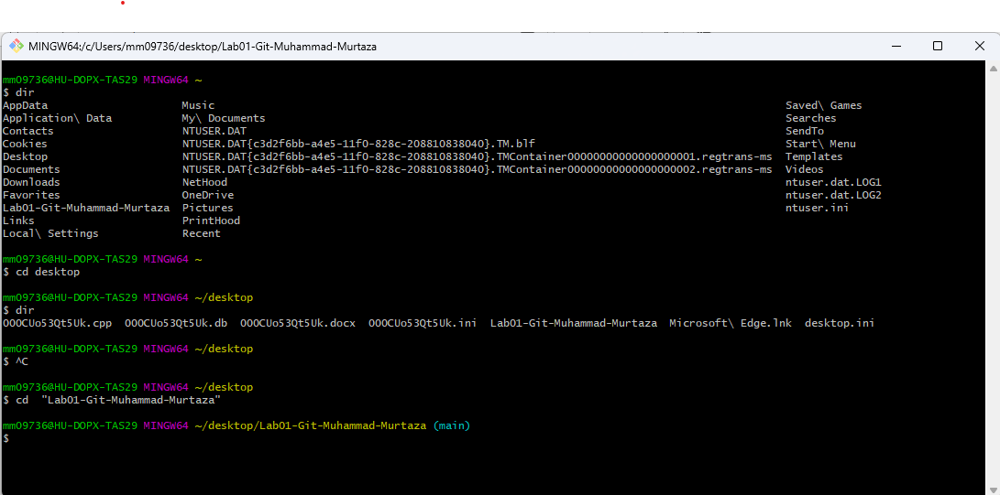 MINGW64:/c/Users/mm09736/desktop/Lab01-Git-Muhammad-Murtaza
mm09736@HU-DOPX-TAS29 MINGW64 ~
$ dir
AppData Music Saved\ Games
Application\ Data My\ Documents Searches
Contacts NTUSER.DAT SendTo
Cookies NTUSER.DAT{c3d2f6bb-a4e5-11f0-828c-208810838040}.TM.blf Start\ Menu
Desktop NTUSER.DAT{c3d2f6bb-a4e5-11f0-828c-208810838040}.TMContainer00000000000000000001.regtrans-ms Templates
Documents NTUSER.DAT{c3d2f6bb-a4e5-11f0-828c-208810838040}.TMContainer00000000000000000002.regtrans-ms Videos
Downloads NetHood ntuser.dat.LOG1
Favorites OneDrive ntuser.dat.LOG2
Lab01-Git-Muhammad-Murtaza Pictures ntuser.ini
Links PrintHood
Local\ Settings Recent
mm09736@HU-DOPX-TAS29 MINGW64 ~
$ cd desktop
mm09736@HU-DOPX-TAS29 MINGW64 ~/desktop
$ dir
000CUo53Qt5Uk.cpp 000CUo53Qt5Uk.db 000CUo53Qt5Uk.docx 000CUo53Qt5Uk.ini Lab01-Git-Muhammad-Murtaza Microsoft\ Edge.lnk desktop.ini
mm09736@HU-DOPX-TAS29 MINGW64 ~/desktop
$ ^C
mm09736@HU-DOPX-TAS29 MINGW64 ~/desktop
$ cd "Lab01-Git-Muhammad-Murtaza"
mm09736@HU-DOPX-TAS29 MINGW64 ~/desktop/Lab01-Git-Muhammad-Murtaza (main)
$